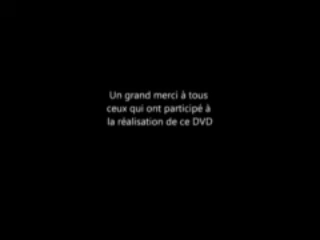 Un grand merci à tous
ceux qui ont participé à
la réalisation de ce DVD